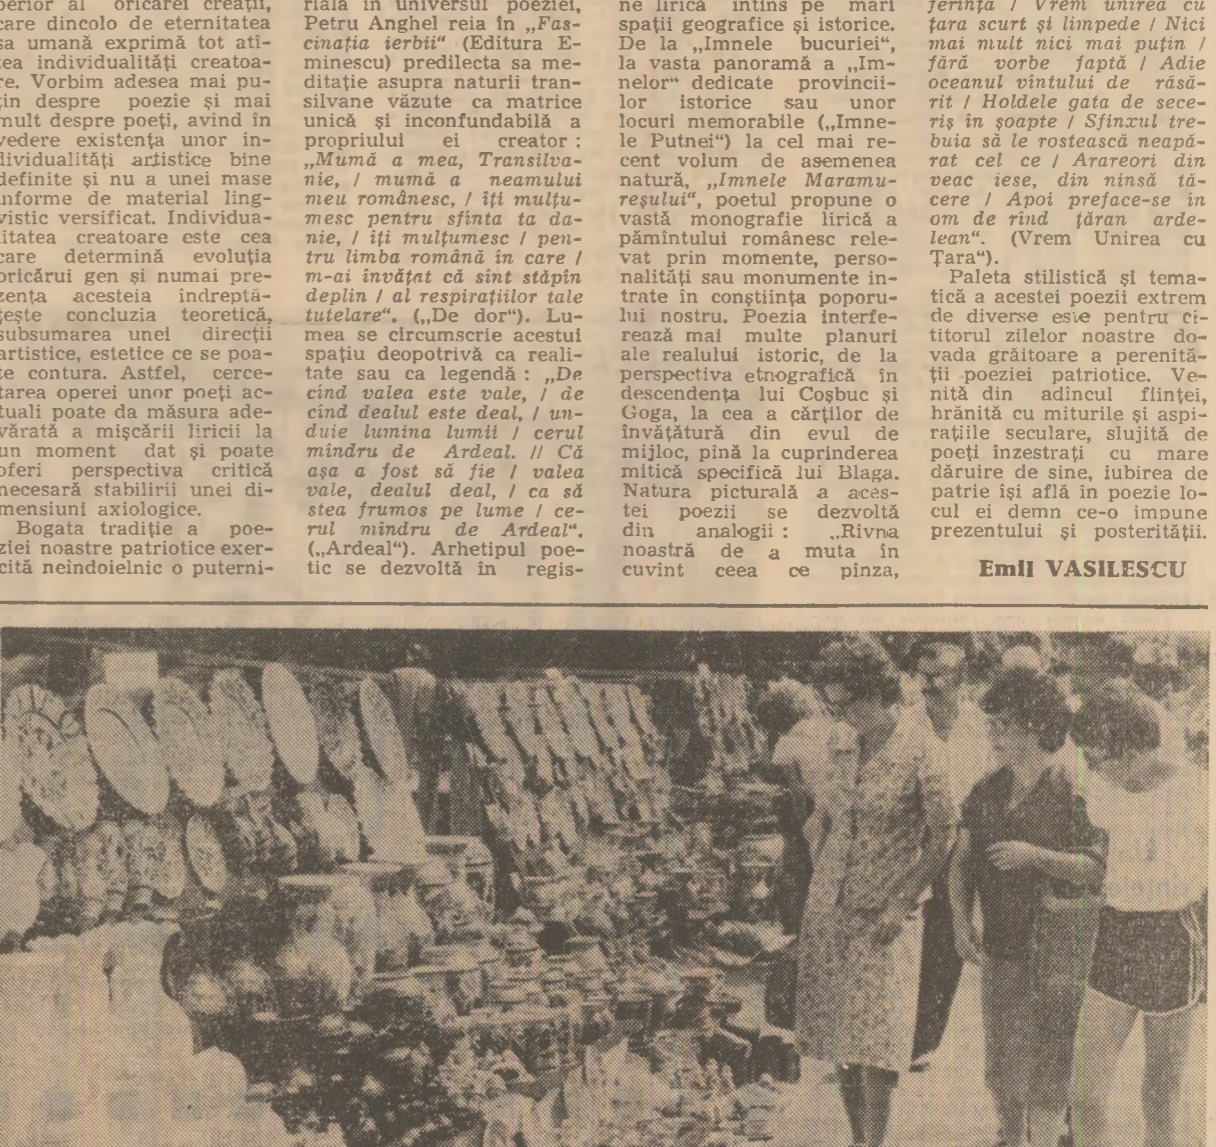 perior al oricărei creații,
care dincolo de eternitatea
sa umană exprimă tot atî-
tea individualități creatoa-
re. Vorbim adesea mai pu-
țin despre poezie și mai
mult despre poeți, avînd în
vedere existența unor in-
dividualități artistice bine
definite și nu a unei mase
informe de material ling-
vistic versificat. Individua-
litatea creatoare este cea
care determină evoluția
oricărui gen și numai pre-
zența acesteia îndreptă-
țește concluzia teoretică,
subsumarea unei direcții
artistice, estetice ce se poa-
te contura. Astfel, cerce-
tarea operei unor poeți ac-
tuali poate da măsura ade-
vărată a mișcării liricii la
un moment dat și poate
oferi perspectiva critică
necesară stabilirii unei di-
mensiuni axiologice.
Bogata tradiție a poe-
ziei noastre patriotice exer-
cită neîndoielnic o puterni-
rială în universul poeziei,
Petru Anghel reia în „Fas-
cinația ierbii“ (Editura E-
minescu) predilecta sa me-
ditație asupra naturii tran-
silvane văzute ca matrice
unică și inconfundabilă a
propriului ei creator :
„Mumă a mea, Transilva-
nie, / mumă a neamului
meu românesc, / îți mulțu-
mesc pentru sfînta ta da-
nie, / îți mulțumesc / pen-
tru limba română în care /
m-ai învățat că sînt stăpîn
deplin / al respirațiilor tale
tutelare“. („De dor“). Lu-
mea se circumscrie acestui
spațiu deopotrivă ca reali-
tate sau ca legendă : „De
cînd valea este vale, / de
cînd dealul este deal, / un-
duie lumina lumii / cerul
mîndru de Ardeal. // Că
așa a fost să fie / valea
vale, dealul deal, / ca să
stea frumos pe lume / ce-
rul mîndru de Ardeal“.
(„Ardeal“). Arhetipul poe-
tic se dezvoltă în regis-
ne lirică întins pe mari
spații geografice și istorice.
De la „Imnele bucuriei“,
la vasta panoramă a „Im-
nelor“ dedicate provincii-
lor istorice sau unor
locuri memorabile („Imne-
le Putnei“) la cel mai re-
cent volum de asemenea
natură, „Imnele Maramu-
reșului“, poetul propune o
vastă monografie lirică a
pămîntului românesc rele-
vat prin momente, perso-
nalități sau monumente in-
trate în conștiința poporu-
lui nostru. Poezia interfe-
rează mai multe planuri
ale realului istoric, de la
perspectiva etnografică în
descendența lui Coșbuc și
Goga, la cea a cărților de
învățătură din evul de
mijloc, pînă la cuprinderea
mitică specifică lui Blaga.
Natura picturală a aces-
tei poezii se dezvoltă
din analogii : „Rîvna
noastră de a muta în
cuvînt ceea ce pînza,
ferința / Vrem unirea cu
țara scurt și limpede / Nici
mai mult nici mai puțin /
fără vorbe faptă / Adie
oceanul vîntului de răsă-
rit / Holdele gata de sece-
riș în șoapte / Sfinxul tre-
buia să le rostească neapă-
rat cel ce / Arareori din
veac iese, din ninsă tă-
cere / Apoi preface-se în
om de rînd țăran arde-
lean“. (Vrem Unirea cu
Țara“).
Paleta stilistică și tema-
tică a acestei poezii extrem
de diverse este pentru ci-
titorul zilelor noastre do-
vada grăitoare a perenită-
ții poeziei patriotice. Ve-
nită din adîncul ființei,
hrănită cu miturile și aspi-
rațiile seculare, slujită de
poeți înzestrați cu mare
dăruire de sine, iubirea de
patrie își află în poezie lo-
cul ei demn ce-o impune
prezentului și posterității.
Emil VASILESCU